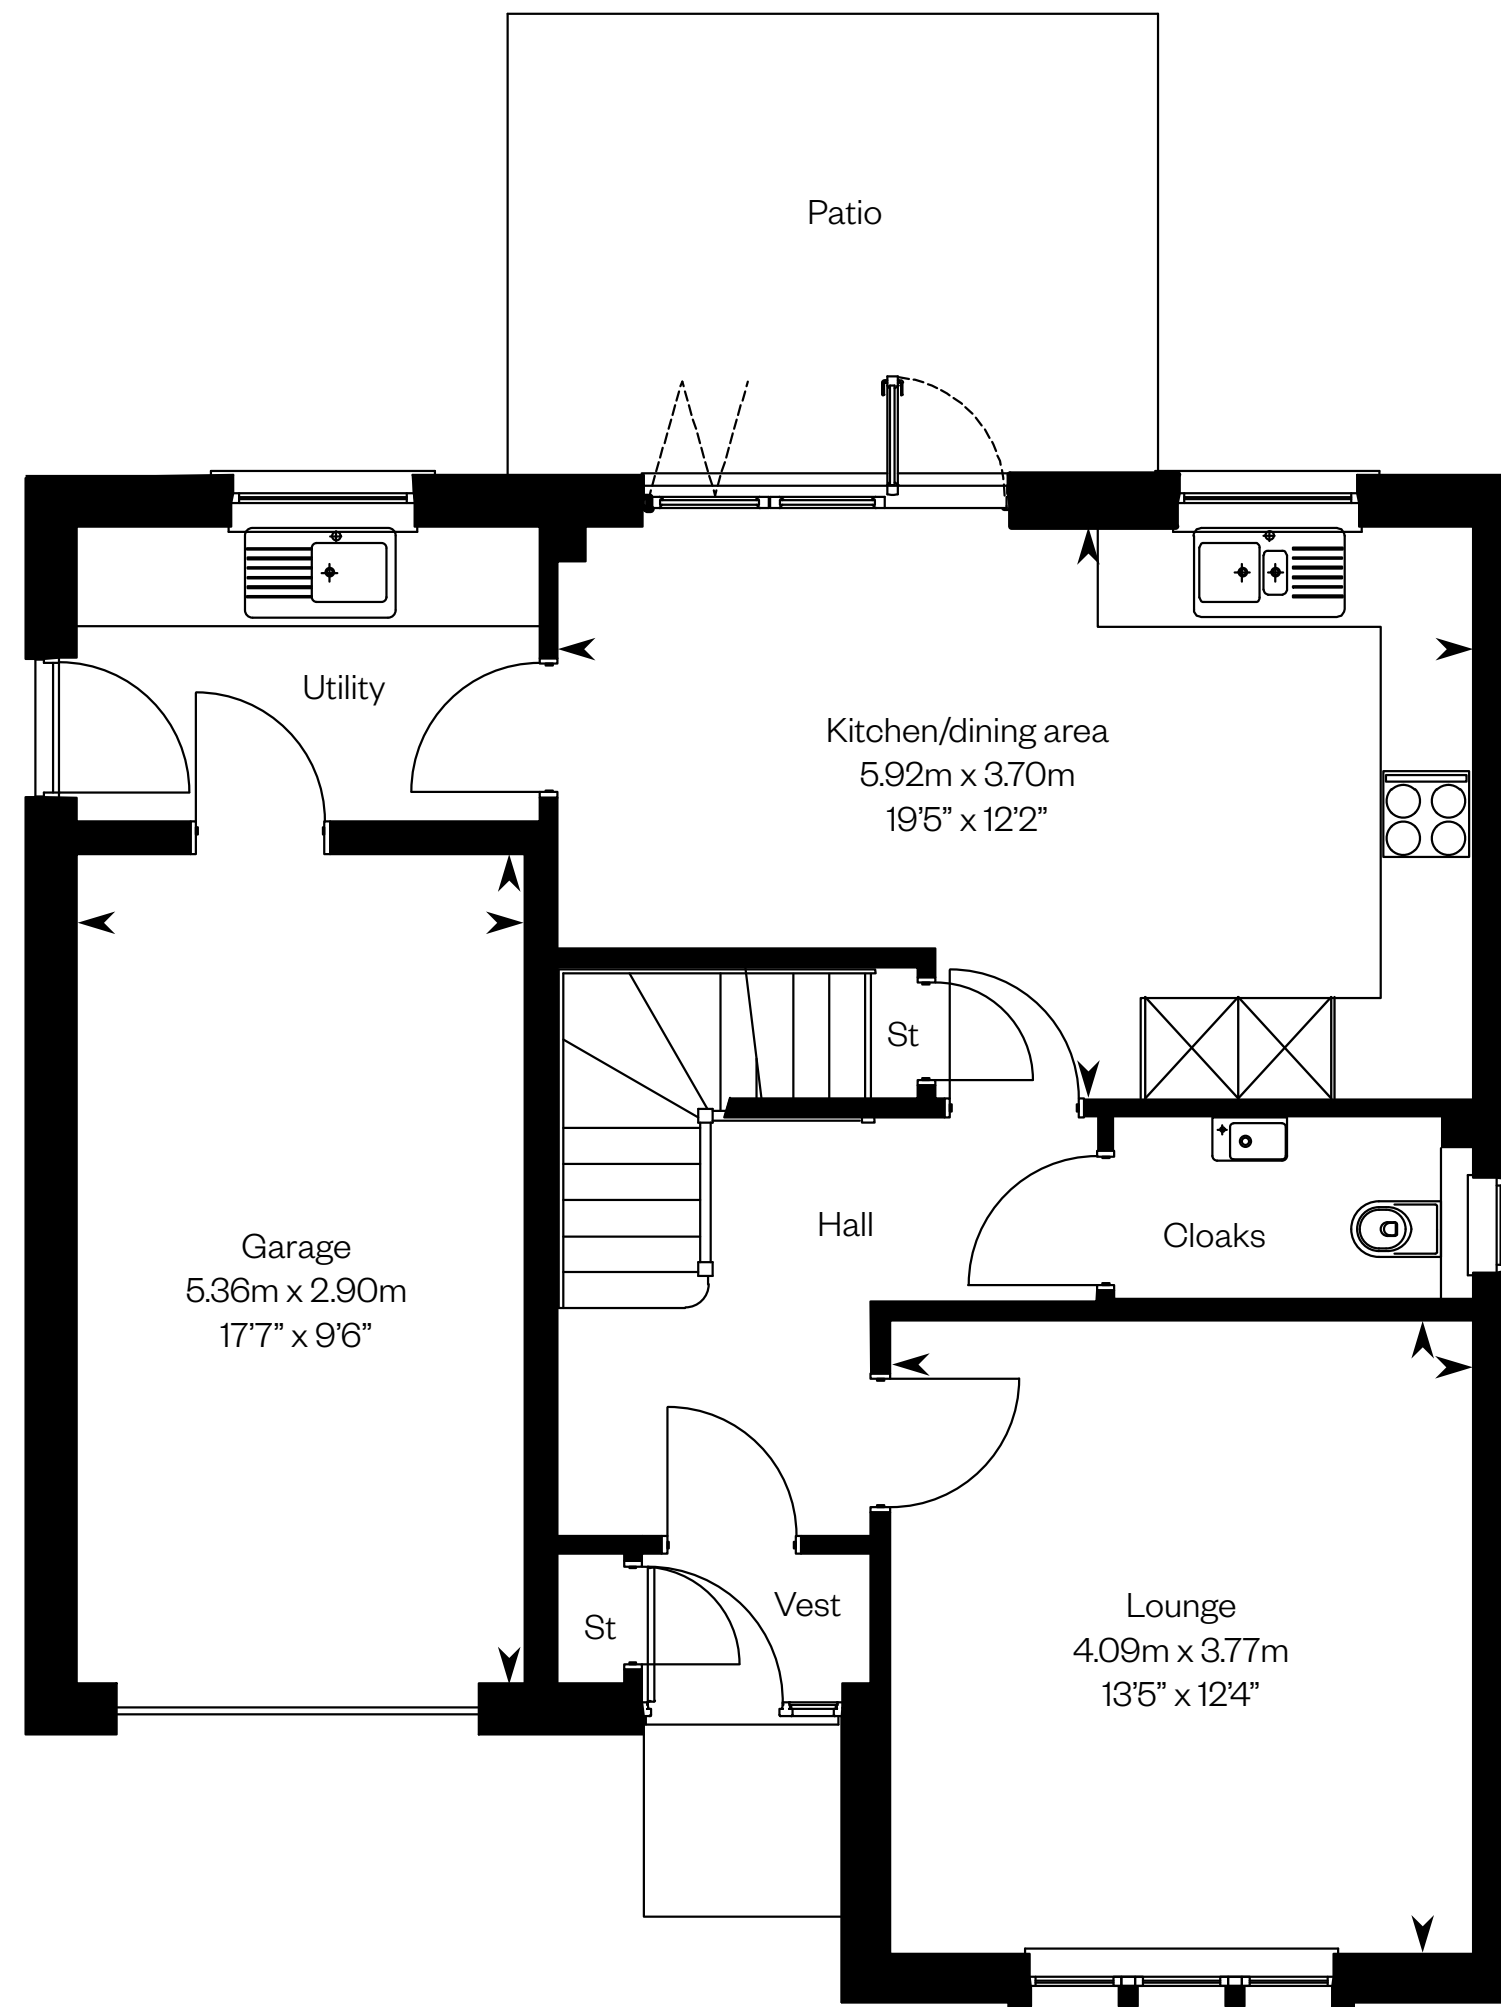 Patio
Utility
Kitchen/dining area
5.92m x 3.70m
19’5” x 12’2”
St
Hall
Cloaks
Garage
5.36m x 2.90m
17’7” x 9’6”
Vest
St
Lounge
4.09m x 3.77m
13’5” x 12’4”